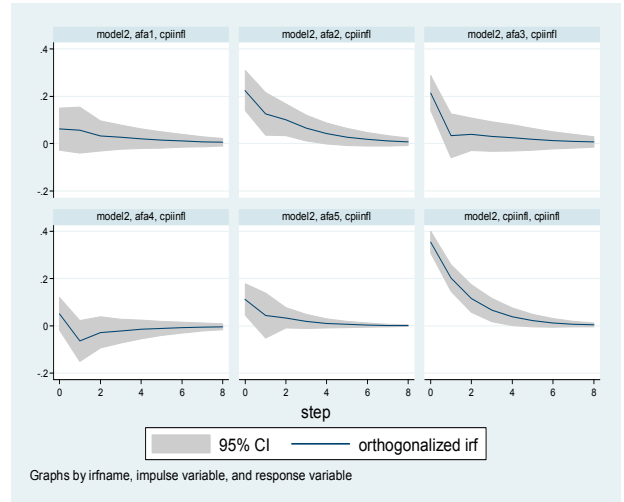 model2, afa1, cpiinfl
model2, afa2, cpiinfl
model2, afa3, cpiinfl
.4
.2
0
-.2
model2, afa4, cpiinfl
model2, afa5, cpiinfl
model2, cpiinfl, cpiinfl
.4
.2
0
-.2
0 2 4 6 8
0 2 4 6 8
0 2 4 6 8
step
95% CI
orthogonalized irf
Graphs by irfname, impulse variable, and response variable